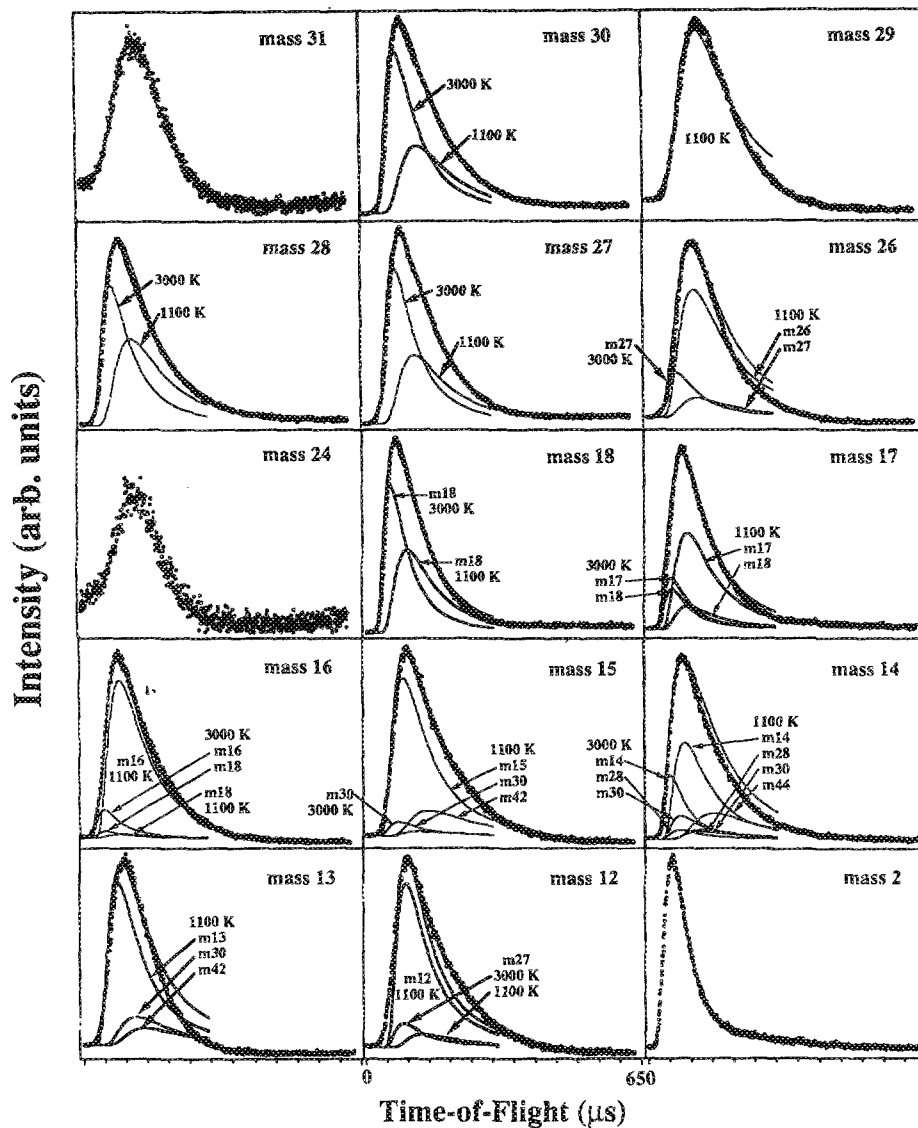 mass 31
mass 30
3000 K
1100 K
mass 29
1100 K
mass 28
3000 K
1100 K
mass 27
3000 K
1100 K
mass 26
1100 K
m26
m27
m27
3000 K
mass 24
mass 18
m18
3000 K
m18
1100 K
mass 17
1100 K
m17
m18
3000 K
m17
m18
mass 16
3000 K
m16
m18
m16
1100 K
m18
1100 K
mass 15
1100 K
m15
m30
m42
m30
3000 K
mass 14
1100 K
m14
m28
m30
m44
3000 K
m14
m28
m30
mass 13
1100 K
m13
m30
m42
mass 12
m27
3000 K
1100 K
m12
1100 K
mass 2
0
650
Time-of-Flight (μs)
Intensity (arb. units)